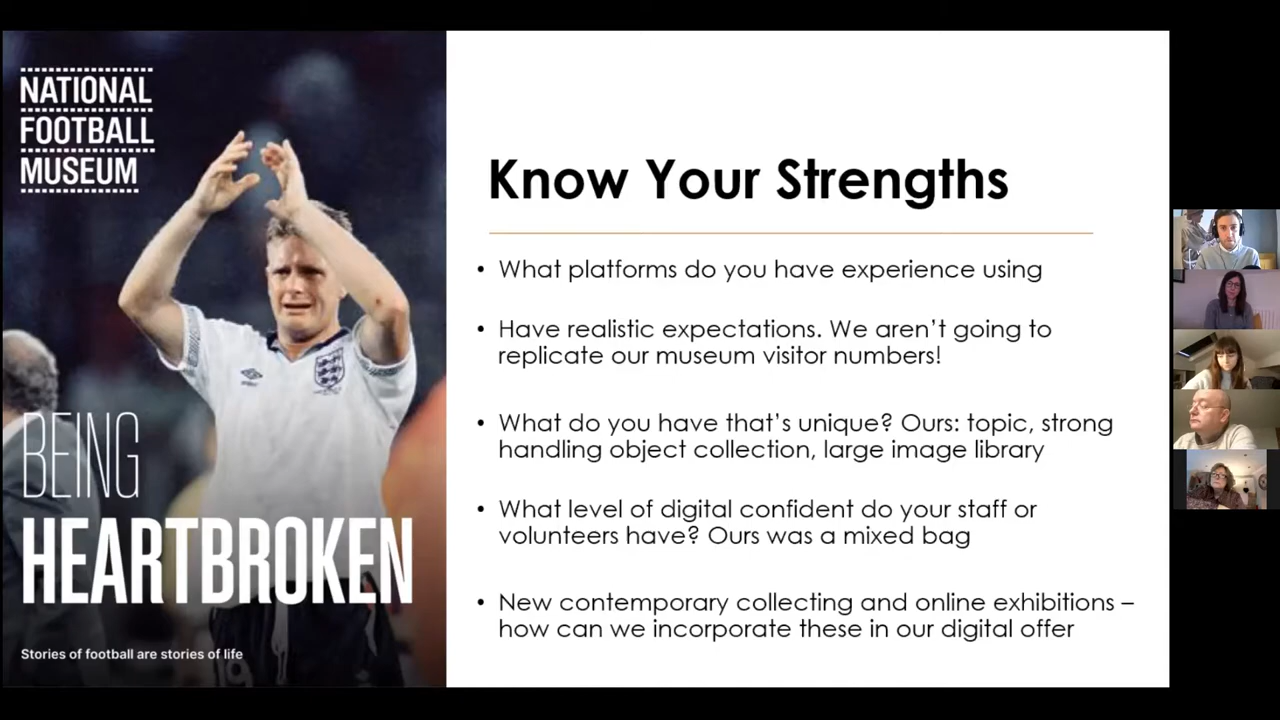 NATIONAL
FOOTBALL
MUSEUM
BEING
HEARTBROKEN
Stories of football are stories of life
Know Your Strengths
• What platforms do you have experience using
• Have realistic expectations. We aren't going to
replicate our museum visitor numbers!
• What do you have that's unique? Ours: topic, strong
handling object collection, large image library
• What level of digital confident do your staff or
volunteers have? Ours was a mixed bag
• New contemporary collecting and online exhibitions –
how can we incorporate these in our digital offer